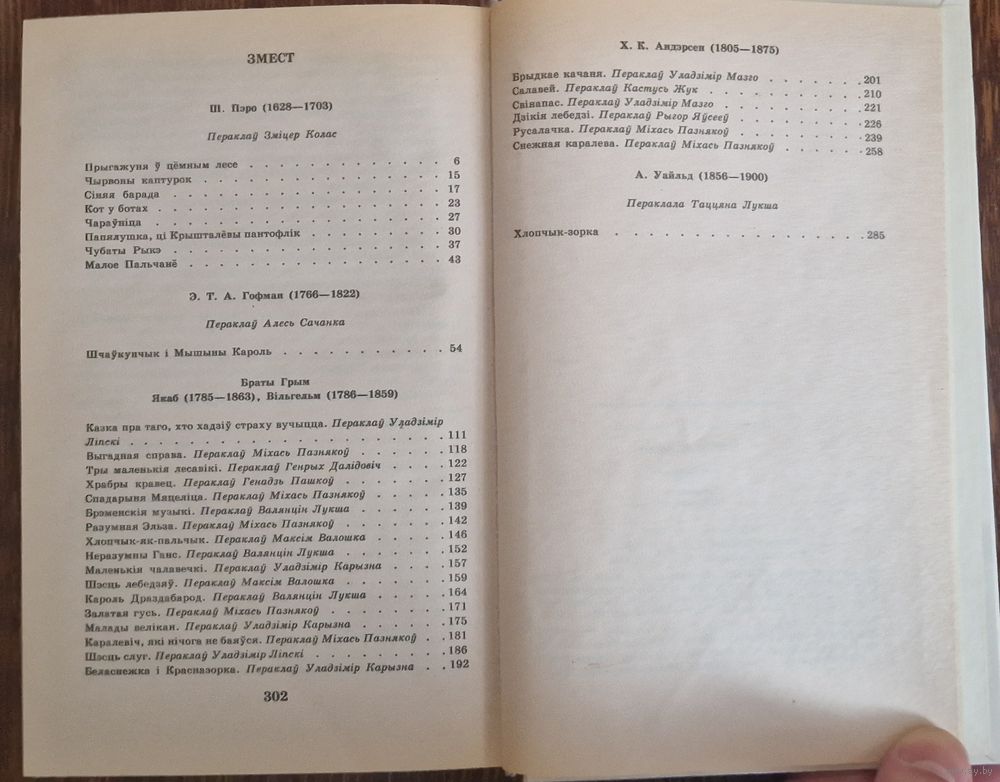 ЗМЕСТ
Ш. Пэро (1628—1703)
Пераклаў Зміцер Колас
Прыгажуня ў цёмным лесе . . . . . . . . . . . . 6
Чырвоны каптурок . . . . . . . . . . . . . 15
Сіняя барада . . . . . . . . . . . . . . 17
Кот у ботах . . . . . . . . . . . . . . . 23
Чараўніца . . . . . . . . . . . . . . . 27
Папялушка, ці Крышталёвы пантофлік . . . . . . . . 30
Чубаты Рыкэ . . . . . . . . . . . . . . 37
Малое Пальчанё . . . . . . . . . . . . . 43
Э. Т. А. Гофман (1766—1822)
Пераклаў Алесь Сачанка
Шчаўкунчык і Мышыны Кароль . . . . . . . . . 54
Браты Грым
Якаб (1785—1863), Вільгельм (1786—1859)
Казка пра таго, хто хадзіў страху вучыцца. Пераклаў Уладзімір
Ліпскі . . . . . . . . . . . . . . . . 111
Выгадная справа. Пераклаў Міхась Пазнякоў . . . . . . 118
Тры маленькія лесавікі. Пераклаў Генрых Далідовіч . . . . 122
Храбры кравец. Пераклаў Генадзь Пашкоў . . . . . . 127
Спадарыня Мяцеліца. Пераклаў Міхась Пазнякоў . . . . . 135
Брэменскія музыкі. Пераклаў Валянцін Лукша . . . . . 139
Разумная Эльза. Пераклаў Міхась Пазнякоў . . . . . . 142
Хлопчык-як-пальчык. Пераклаў Максім Валошка . . . . . 146
Неразумны Ганс. Пераклаў Валянцін Лукша . . . . . . 152
Маленькія чалавечкі. Пераклаў Уладзімір Карызна . . . . 157
Шэсць лебедзяў. Пераклаў Максім Валошка . . . . . . 159
Кароль Драздабарод. Пераклаў Валянцін Лукша . . . . . 164
Залатая гусь. Пераклаў Міхась Пазнякоў . . . . . . . 171
Малады велікан. Пераклаў Уладзімір Карызна . . . . . 175
Каралевіч, які нічога не баяўся. Пераклаў Міхась Пазнякоў . . 181
Шэсць слуг. Пераклаў Уладзімір Ліпскі . . . . . . . 186
Беласнежка і Красназорка. Пераклаў Уладзімір Карызна . . 192
302
Х. К. Андэрсен (1805—1875)
Брыдкае качаня. Пераклаў Уладзімір Мазго . . . . . . . 201
Салавей. Пераклаў Кастусь Жук . . . . . . . . . 210
Свінапас. Пераклаў Уладзімір Мазго . . . . . . . . 221
Дзікія лебедзі. Пераклаў Рыгор Яўсееў . . . . . . . 226
Русалачка. Пераклаў Міхась Пазнякоў . . . . . . . 239
Снежная каралева. Пераклаў Міхась Пазнякоў . . . . . 258
А. Уайльд (1856—1900)
Пераклала Таццяна Лукша
Хлопчык-зорка . . . . . . . . . . . . . . 285